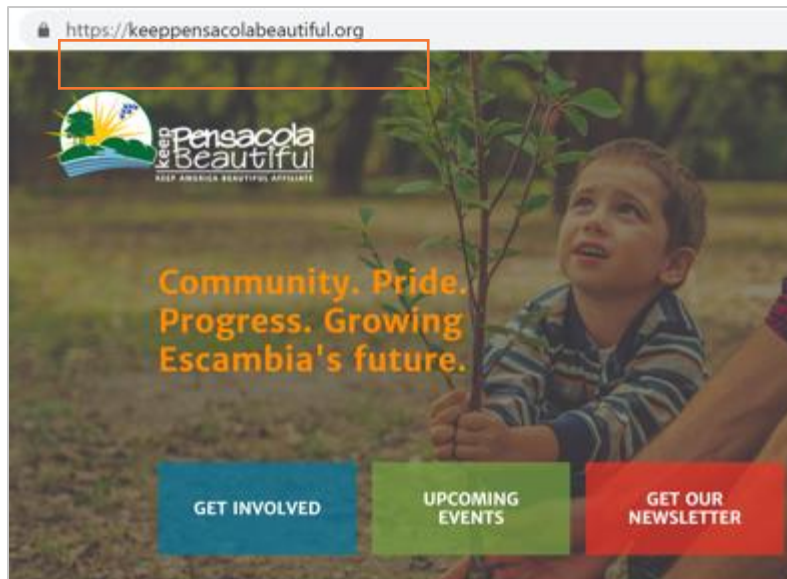 https://keeppensacolabeautiful.org
keep
Pensacola
Beautiful
KEEP AMERICA BEAUTIFUL AFFILIATE
Community. Pride.
Progress. Growing
Escambia's future.
GET INVOLVED
UPCOMING
EVENTS
GET OUR
NEWSLETTER